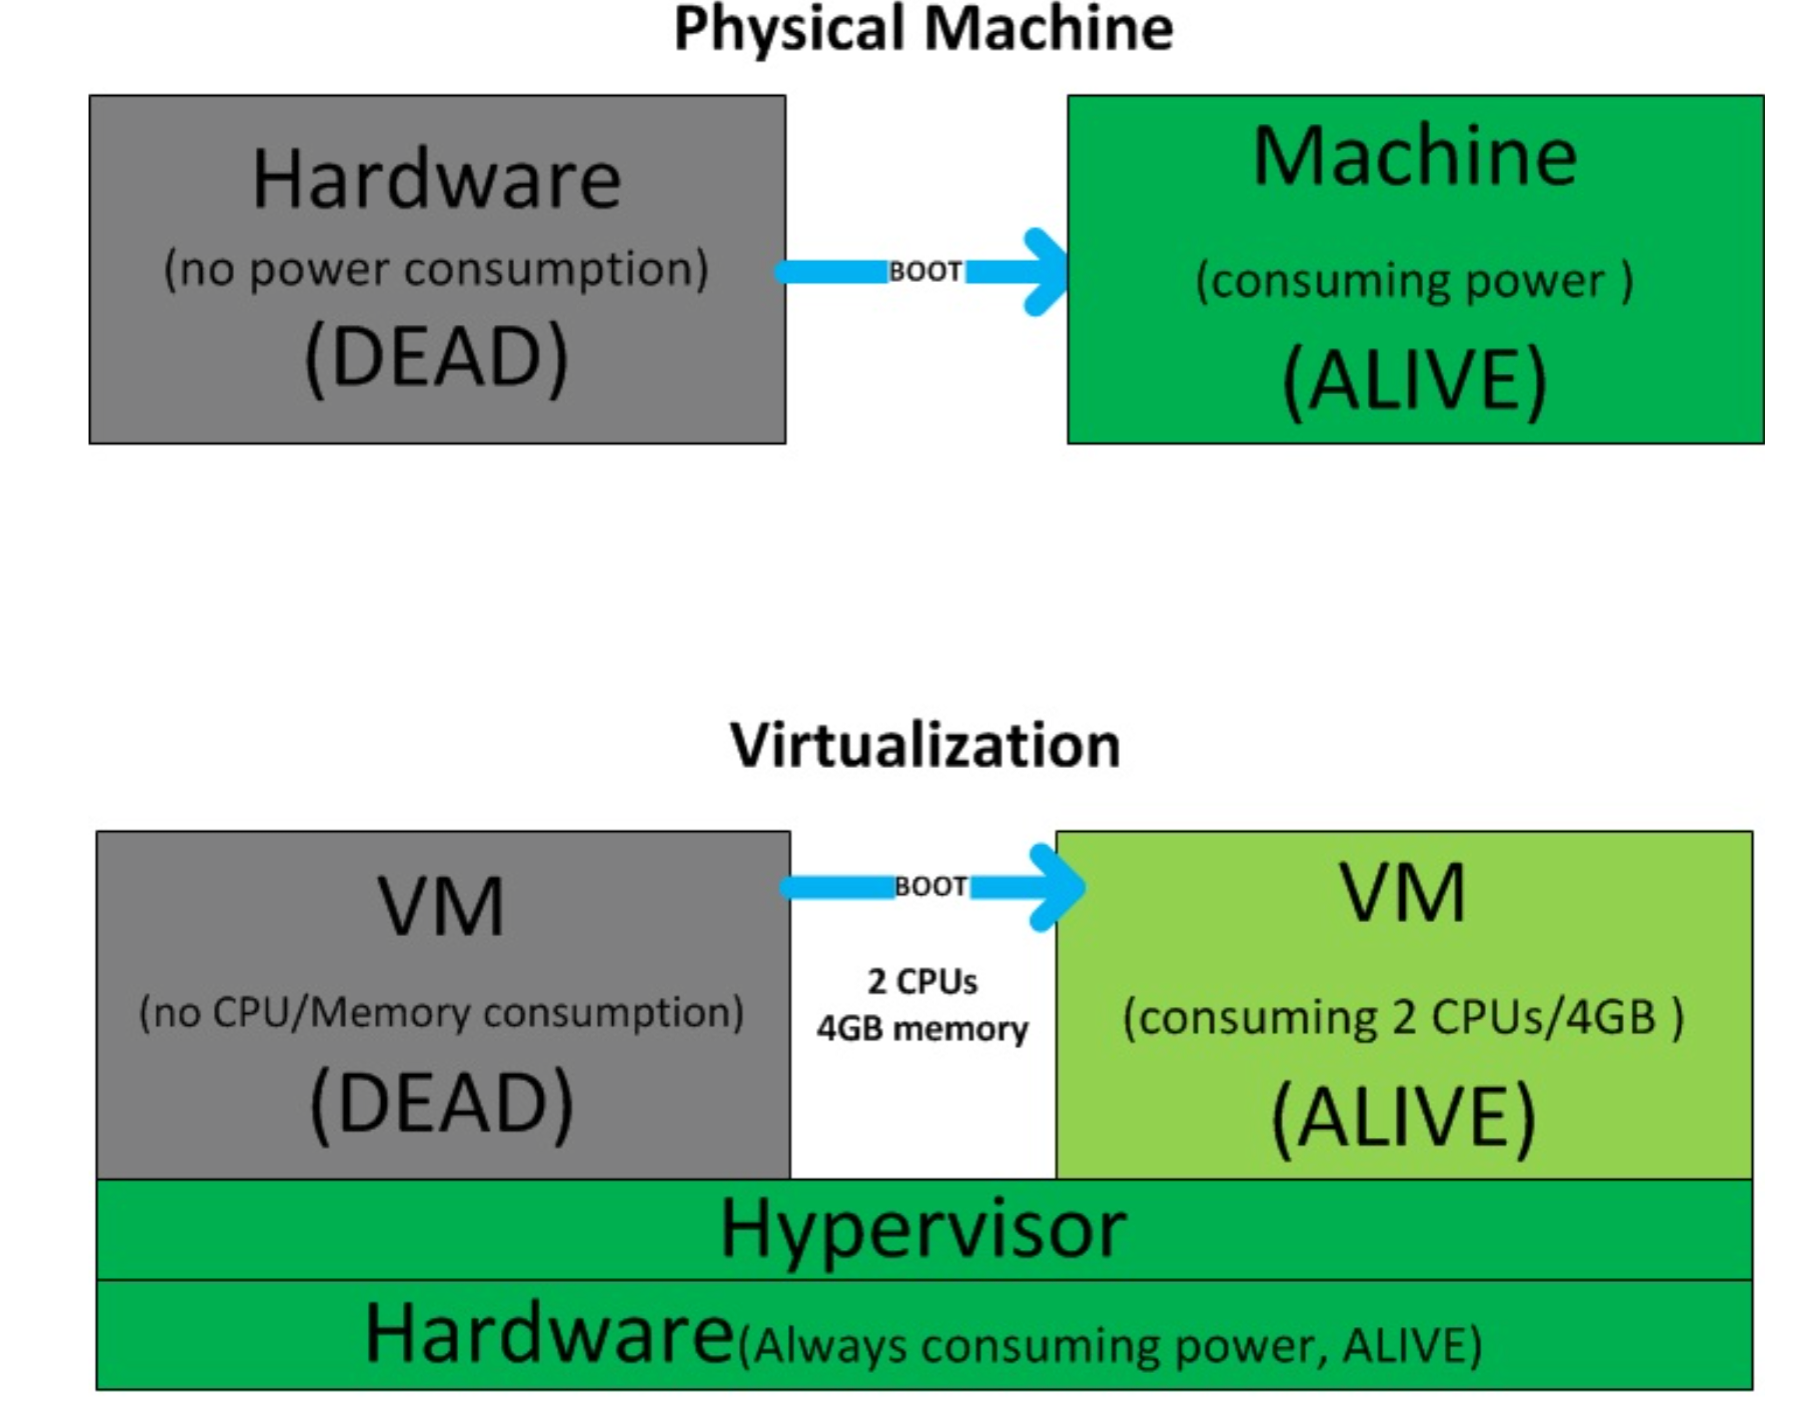 Physical Machine
Hardware
(no power consumption)
(DEAD)
BOOT
Machine
(consuming power )
(ALIVE)
Virtualization
VM
(no CPU/Memory consumption)
(DEAD)
BOOT
2 CPUs
4GB memory
VM
(consuming 2 CPUs/4GB )
(ALIVE)
Hypervisor
Hardware(Always consuming power, ALIVE)